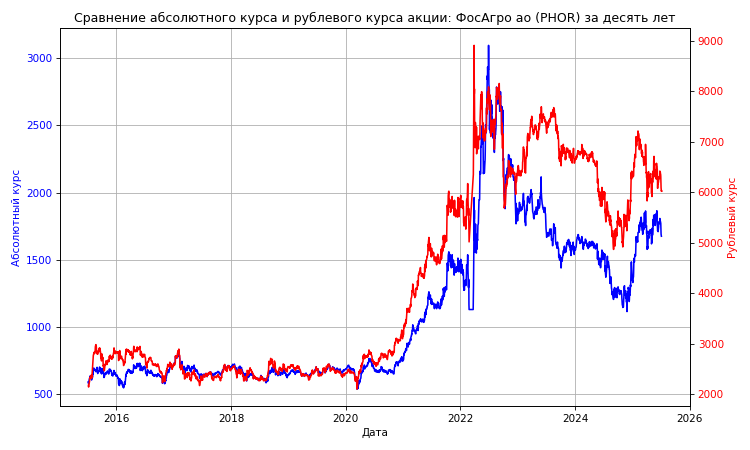 Сравнение абсолютного курса и рублевого курса акции: ФосАгро ао (PHOR) за десять лет
3000
2500
2000
1500
1000
500
Абсолютный курс
9000
8000
7000
6000
5000
4000
3000
2000
Рублевый курс
2016 2018 2020 2022 2024 2026
Дата